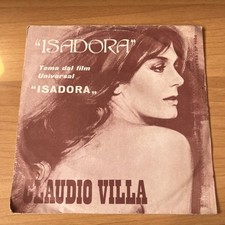 "ISADORA"
Tema dal film
Universal
"ISADORA„
CLAUDIO VILLA